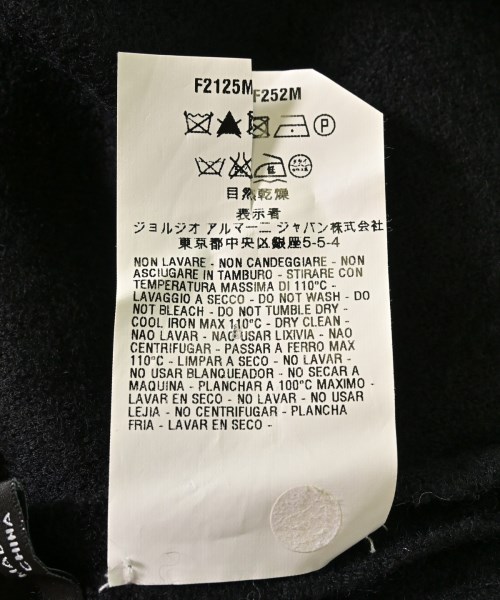 F2125M
F252M
P
自然乾燥
表示者
ジョルジオ アルマーニ ジャパン株式会社
東京都中央区銀座5-5-4
NON LAVARE - NON CANDEGGIARE - NON
ASCIUGARE IN TAMBURO - STIRARE CON
TEMPERATURA MASSIMA DI 110°C -
LAVAGGIO A SECCO - DO NOT WASH - DO
NOT BLEACH - DO NOT TUMBLE DRY -
COOL IRON MAX 110°C - DRY CLEAN -
NAO LAVAR - NAO USAR LIXIVIA - NAO
CENTRIFUGAR - PASSAR A FERRO MAX
110°C - LIMPAR A SECO - NO LAVAR -
NO USAR BLANQUEADOR - NO SECAR A
MAQUINA - PLANCHAR A 100°C MAXIMO -
LAVAR EN SECO - NO LAVAR - NO USAR
LEJIA - NO CENTRIFUGAR - PLANCHA
FRIA - LAVAR EN SECO -
CHINA